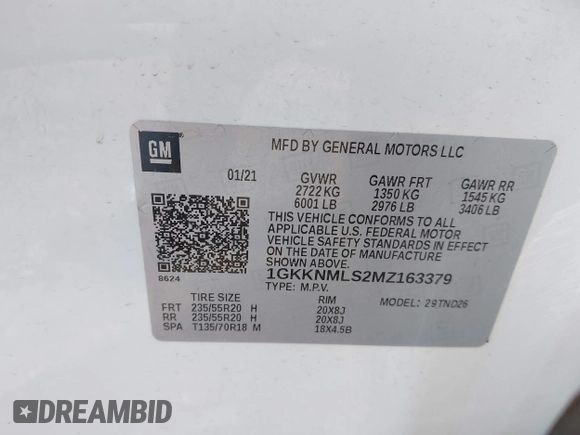 GM
MFD BY GENERAL MOTORS LLC
01/21 GVWR GAWR FRT GAWR RR
2722 KG 1350 KG 1545 KG
6001 LB 2976 LB 3406 LB
THIS VEHICLE CONFORMS TO ALL
APPLICABLE U.S. FEDERAL MOTOR
VEHICLE SAFETY STANDARDS IN EFFECT
ON THE DATE OF MANUFACTURE
SHOWN ABOVE.
8624
1GKKNMLS2MZ163379
TYPE: M.P.V. MODEL: 29TND26
TIRE SIZE RIM
FRT 235/55R20 H 20X8J
RR 235/55R20 H 20X8J
SPA T135/70R18 M 18X4.5B
DREAMBID